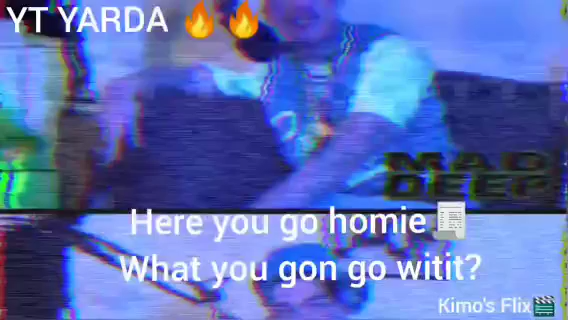 YT YARDA 🔥🔥
MAD
DEEP
Here you go homie 📜
What you gon go witit?
Kimo's Flix🎬